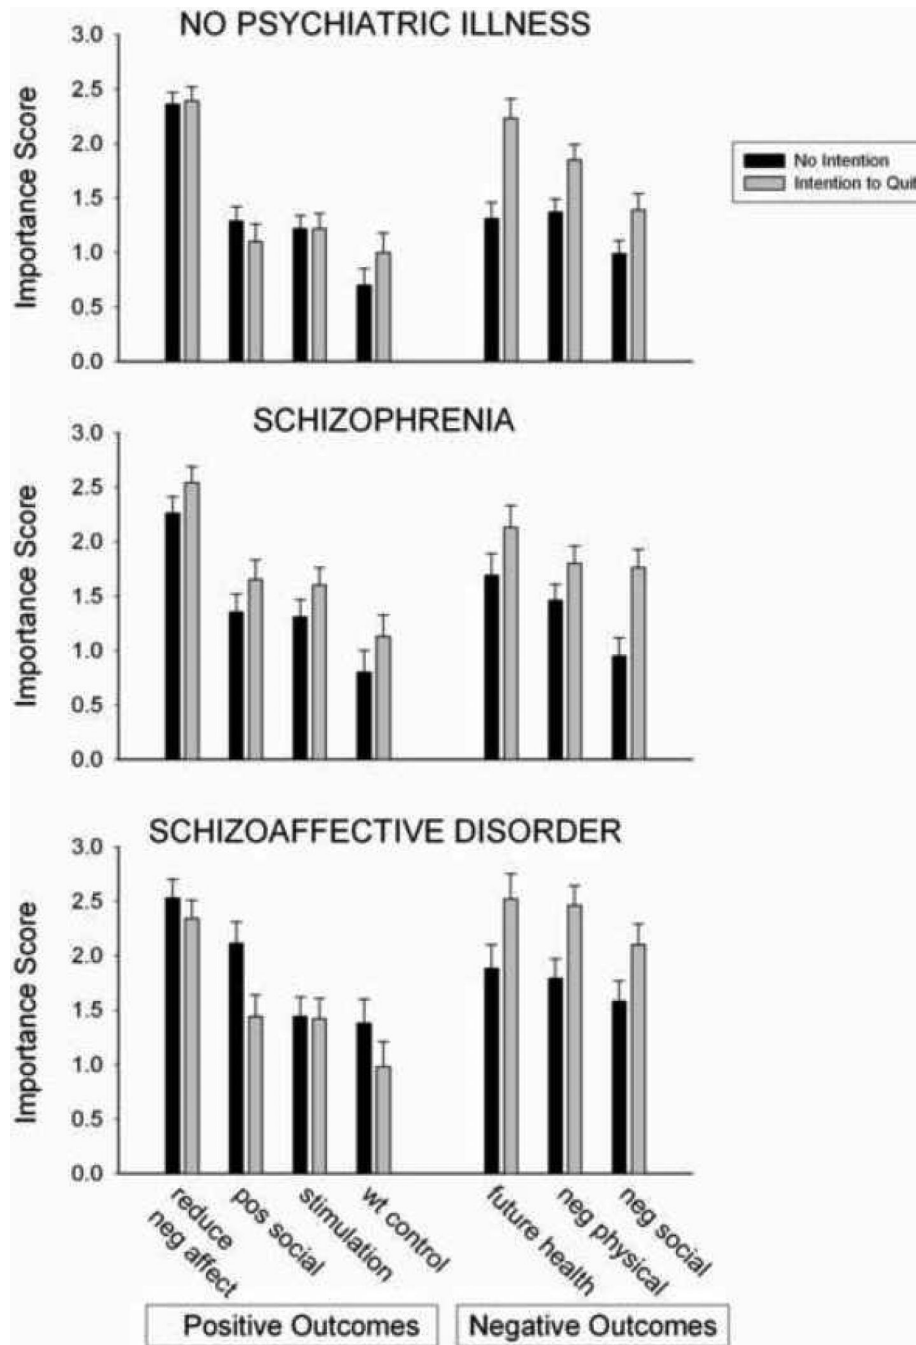 NO PSYCHIATRIC ILLNESS
3.0
2.5
2.0
1.5
1.0
0.5
0.0
Importance Score
No Intention
Intention to Quit
SCHIZOPHRENIA
3.0
2.5
2.0
1.5
1.0
0.5
0.0
Importance Score
SCHIZOAFFECTIVE DISORDER
3.0
2.5
2.0
1.5
1.0
0.5
0.0
Importance Score
reduce
neg affect
pos social
stimulation
wt control
future health
neg physical
neg social
Positive Outcomes
Negative Outcomes